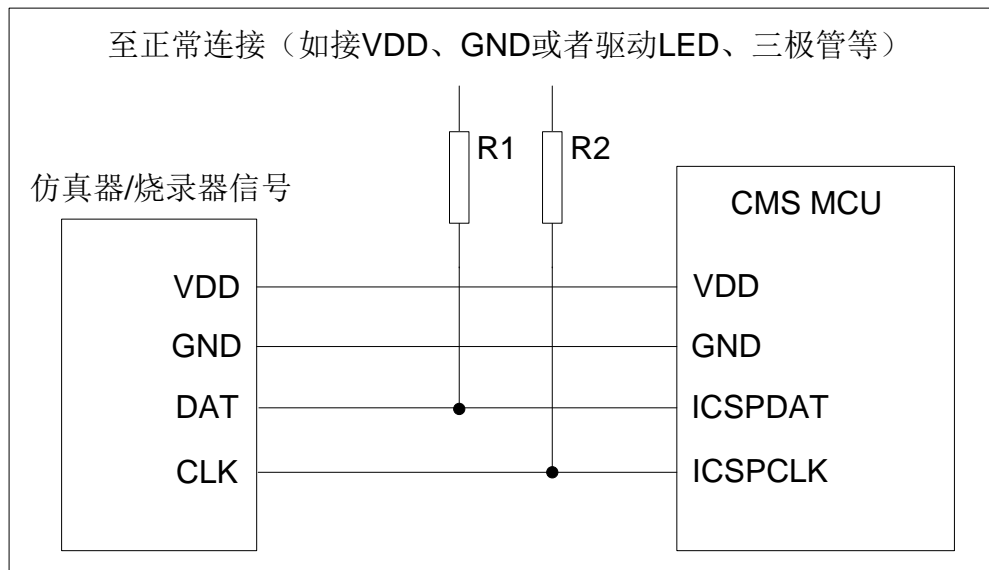 至正常连接（如接VDD、GND或者驱动LED、三极管等）
R1
R2
仿真器/烧录器信号
CMS MCU
VDD
VDD
GND
GND
DAT
ICSPDAT
CLK
ICSPCLK